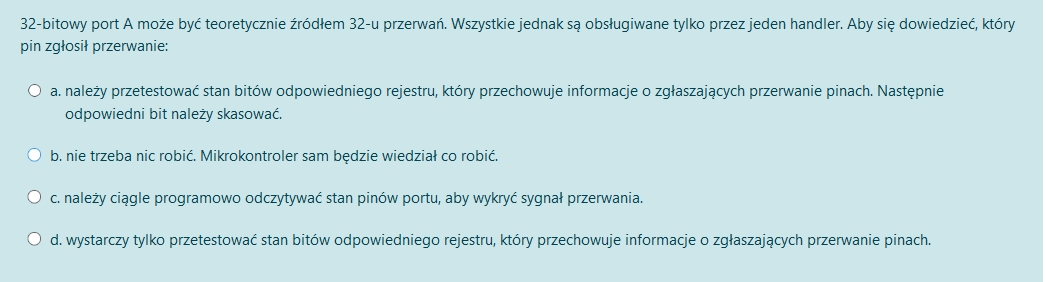 32-bitowy port A może być teoretycznie źródłem 32-u przerwań. Wszystkie jednak są obsługiwane tylko przez jeden handler. Aby się dowiedzieć, który
pin zgłosił przerwanie:
a. należy przetestować stan bitów odpowiedniego rejestru, który przechowuje informacje o zgłaszających przerwanie pinach. Następnie
odpowiedni bit należy skasować.
b. nie trzeba nic robić. Mikrokontroler sam będzie wiedział co robić.
c. należy ciągle programowo odczytywać stan pinów portu, aby wykryć sygnał przerwania.
d. wystarczy tylko przetestować stan bitów odpowiedniego rejestru, który przechowuje informacje o zgłaszających przerwanie pinach.